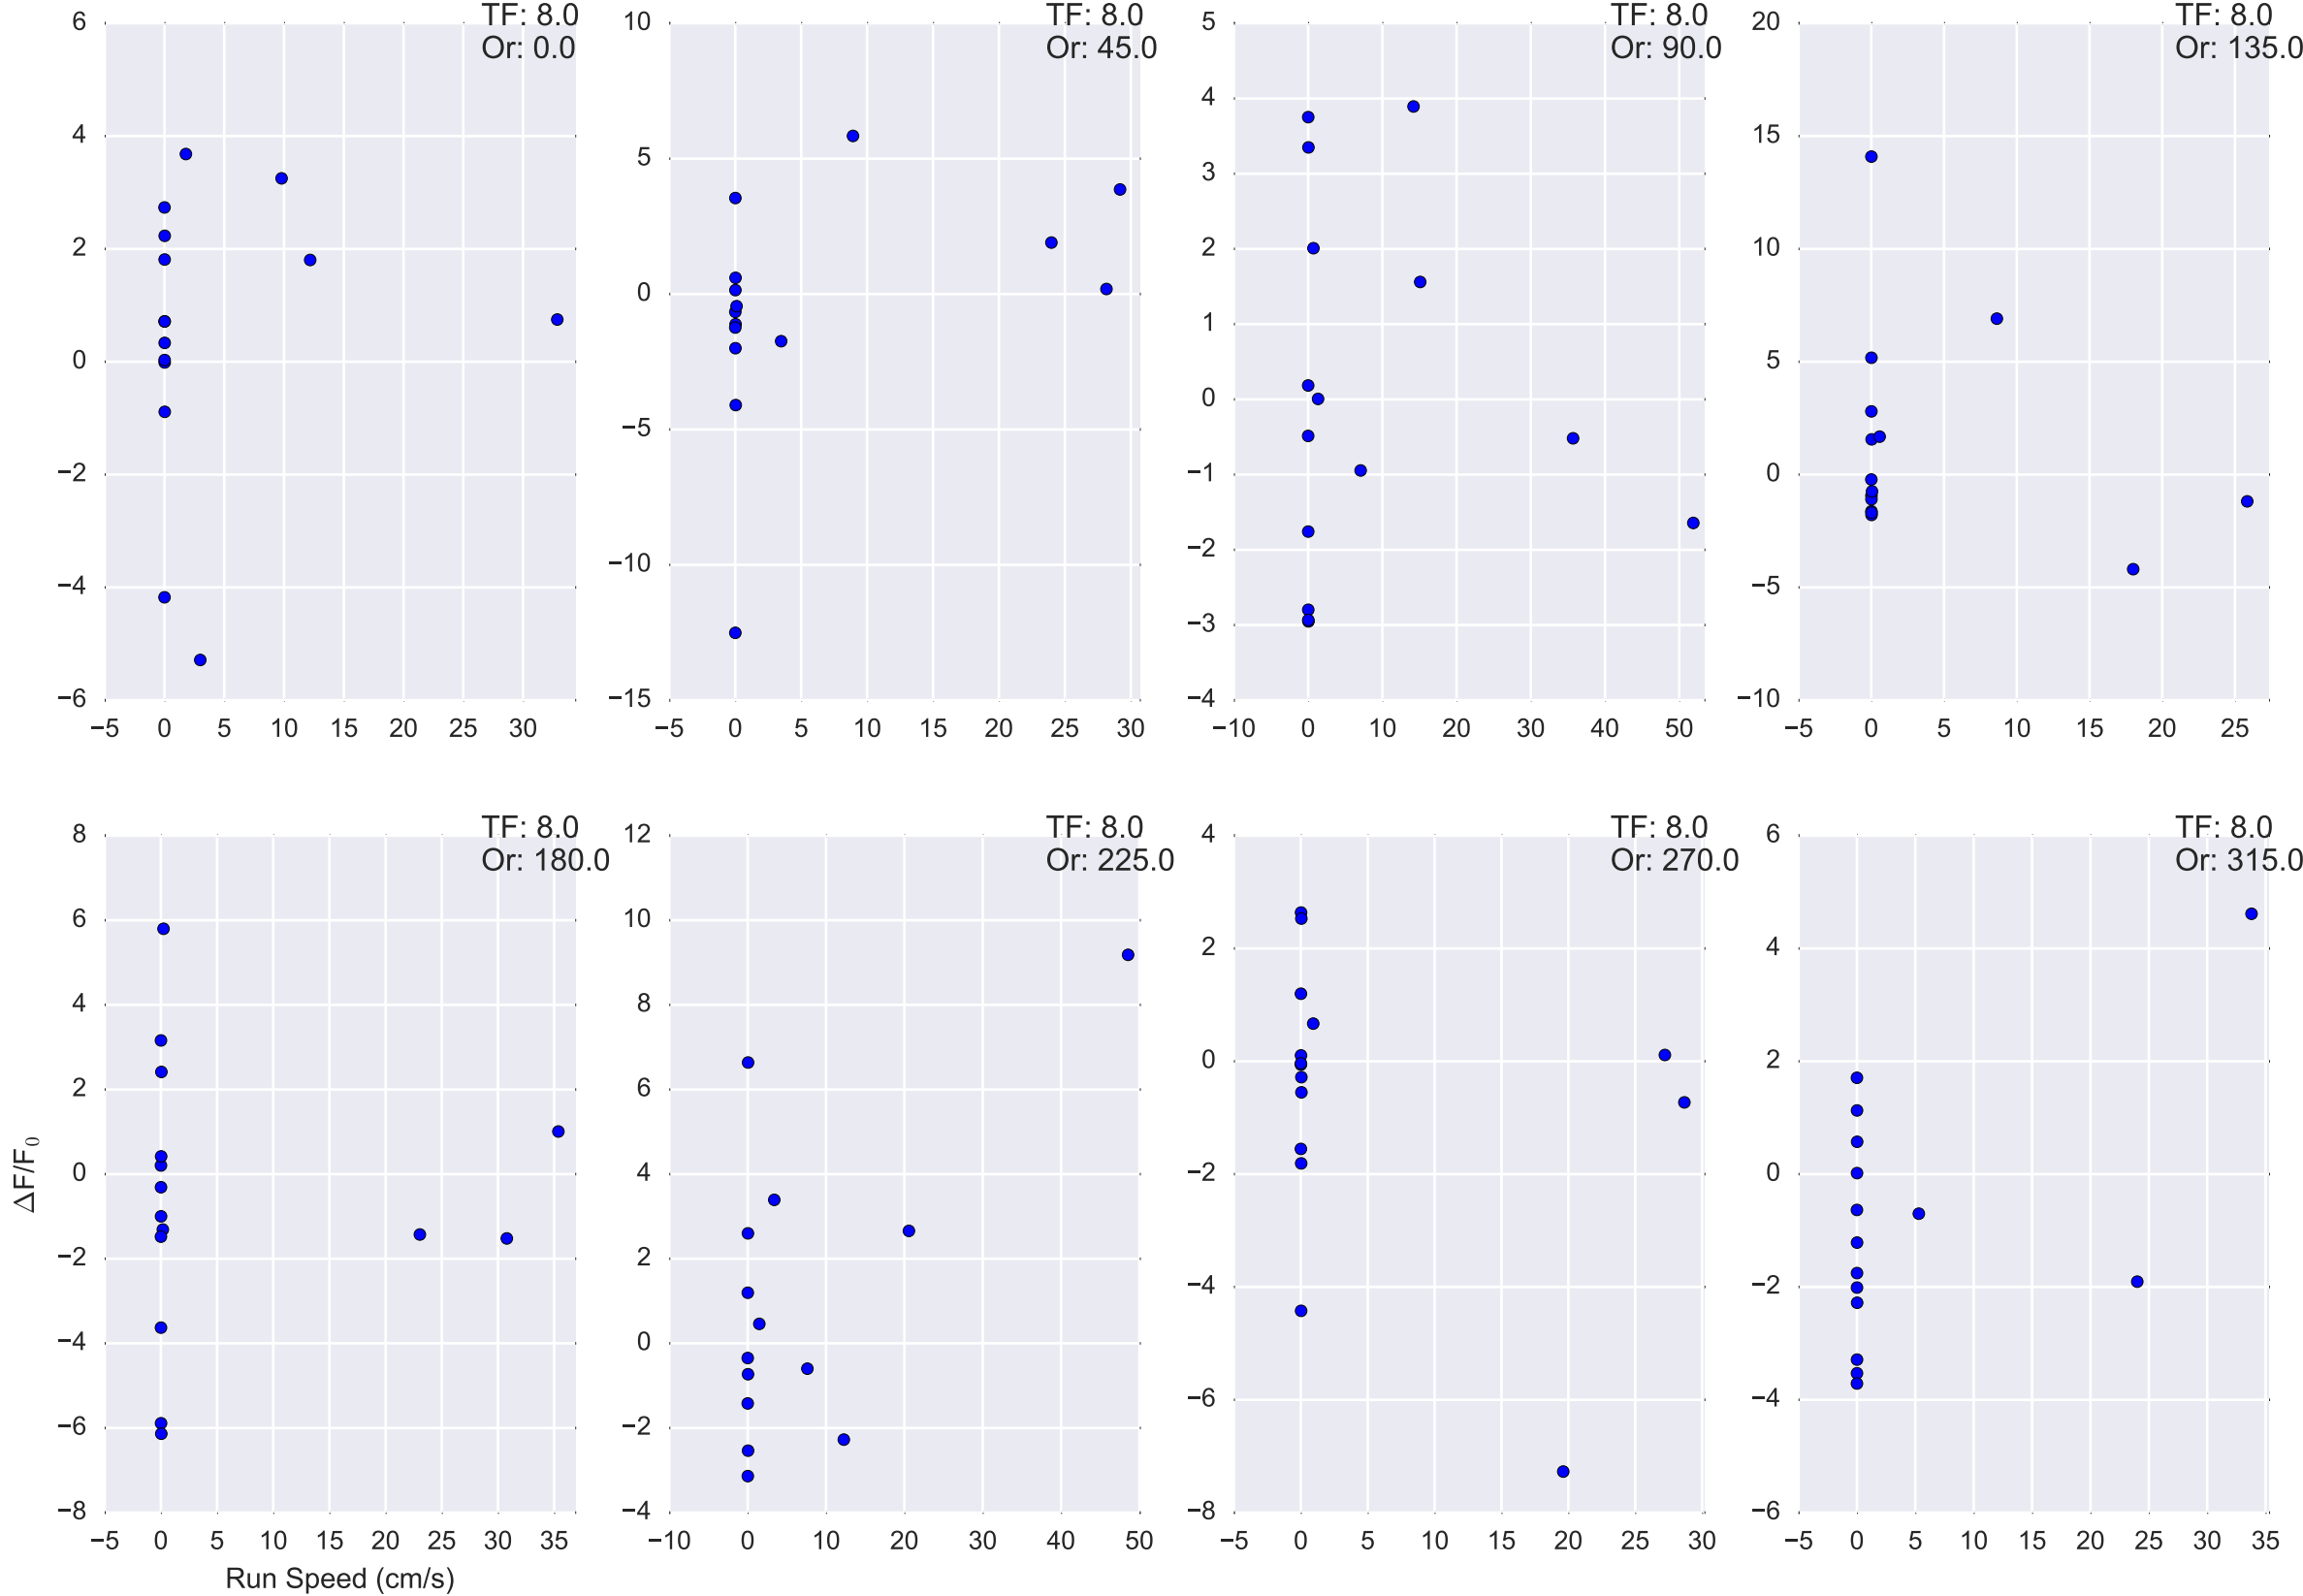 TF: 8.0
Or: 0.0
6
4
2
0
−2
−4
−6
−5 0 5 10 15 20 25 30
TF: 8.0
Or: 45.0
10
5
0
−5
−10
−15
−5 0 5 10 15 20 25 30
TF: 8.0
Or: 90.0
5
4
3
2
1
0
−1
−2
−3
−4
−10 0 10 20 30 40 50
TF: 8.0
Or: 135.0
20
15
10
5
0
−5
−10
−5 0 5 10 15 20 25
TF: 8.0
Or: 180.0
8
6
4
2
0
−2
−4
−6
−8
−5 0 5 10 15 20 25 30 35
ΔF/F₀
Run Speed (cm/s)
TF: 8.0
Or: 225.0
12
10
8
6
4
2
0
−2
−4
−10 0 10 20 30 40 50
TF: 8.0
Or: 270.0
4
2
0
−2
−4
−6
−8
−5 0 5 10 15 20 25 30
TF: 8.0
Or: 315.0
6
4
2
0
−2
−4
−6
−5 0 5 10 15 20 25 30 35